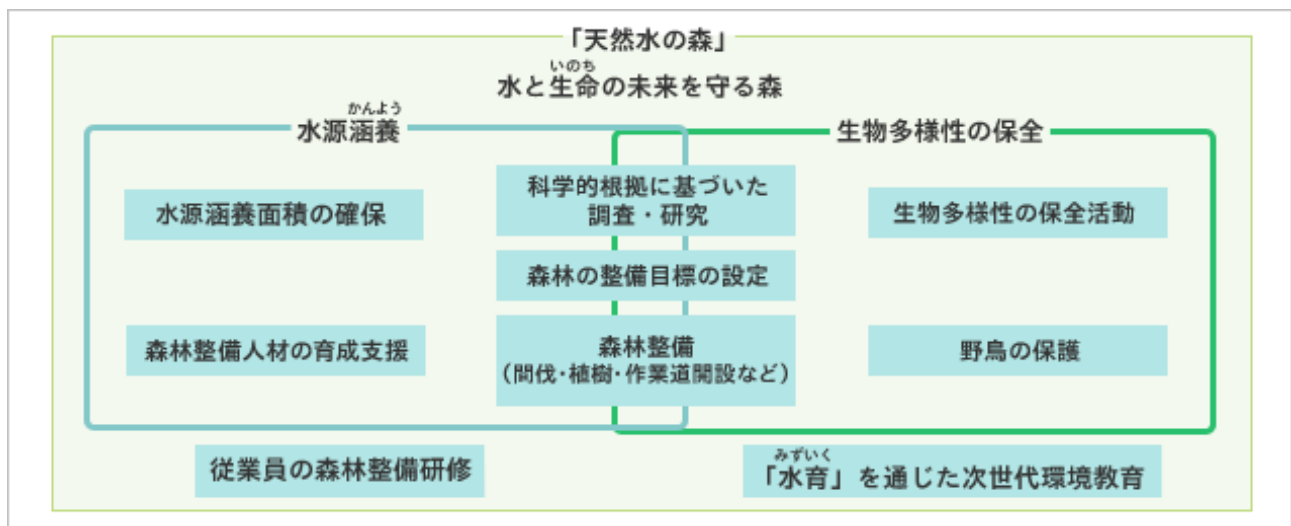 「天然水の森」
いのち
水と生命の未来を守る森
かんよう
水源涵養
生物多様性の保全
水源涵養面積の確保
科学的根拠に基づいた
調査・研究
生物多様性の保全活動
森林の整備目標の設定
森林整備人材の育成支援
森林整備
（間伐・植樹・作業道開設など）
野鳥の保護
従業員の森林整備研修
みずいく
「水育」を通じた次世代環境教育